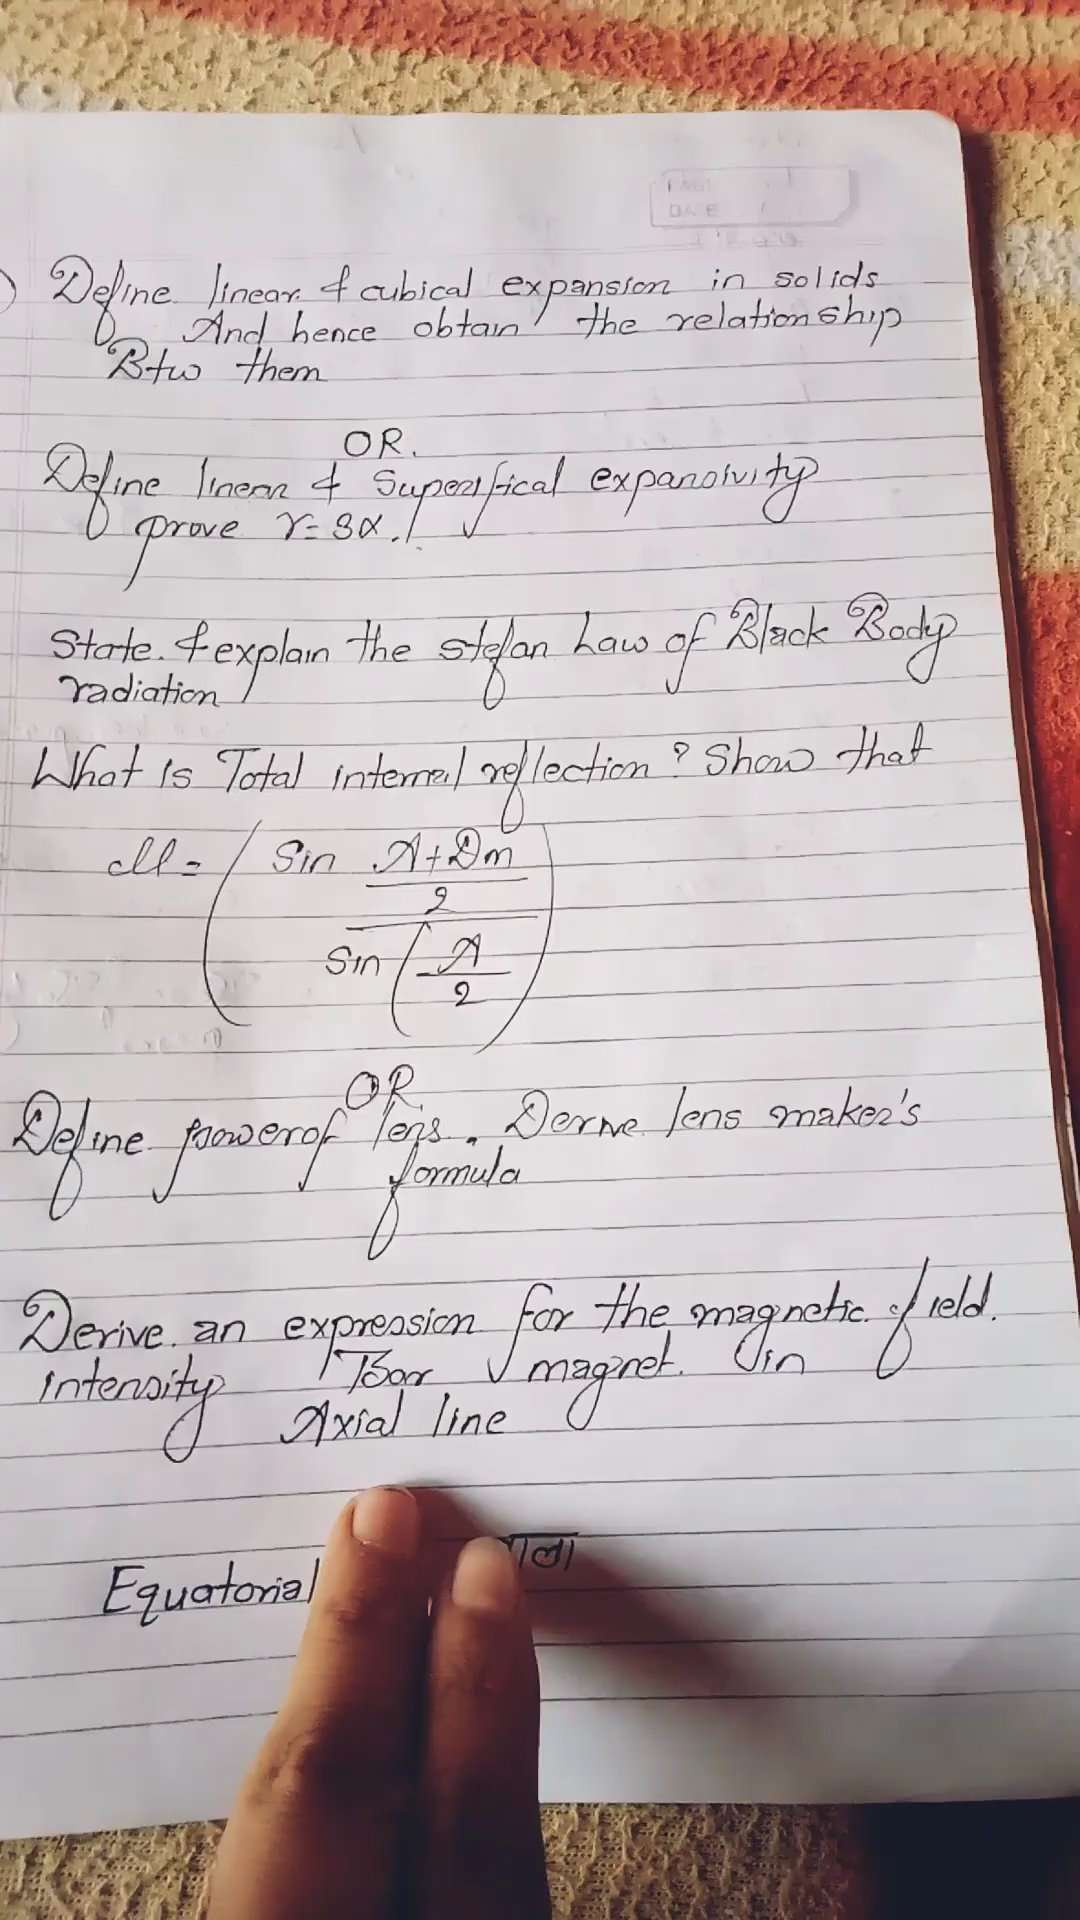 PAGE
DATE
Define linear & cubical expansion in solids
And hence obtain the relationship
Btw them
OR.
Define linear & Superifical expansivity
prove γ=3α.
State. & explain the stefan Law of Black Body
radiation
What is Total internal reflection? Show that
M = ( Sin A+Dm
2
Sin ( A
2
OR
Define power of lens. Derive lens maker's
formula
Derive. an expression for the magnetic field.
intensity Bar magnet. in
Axial line
Equatorial